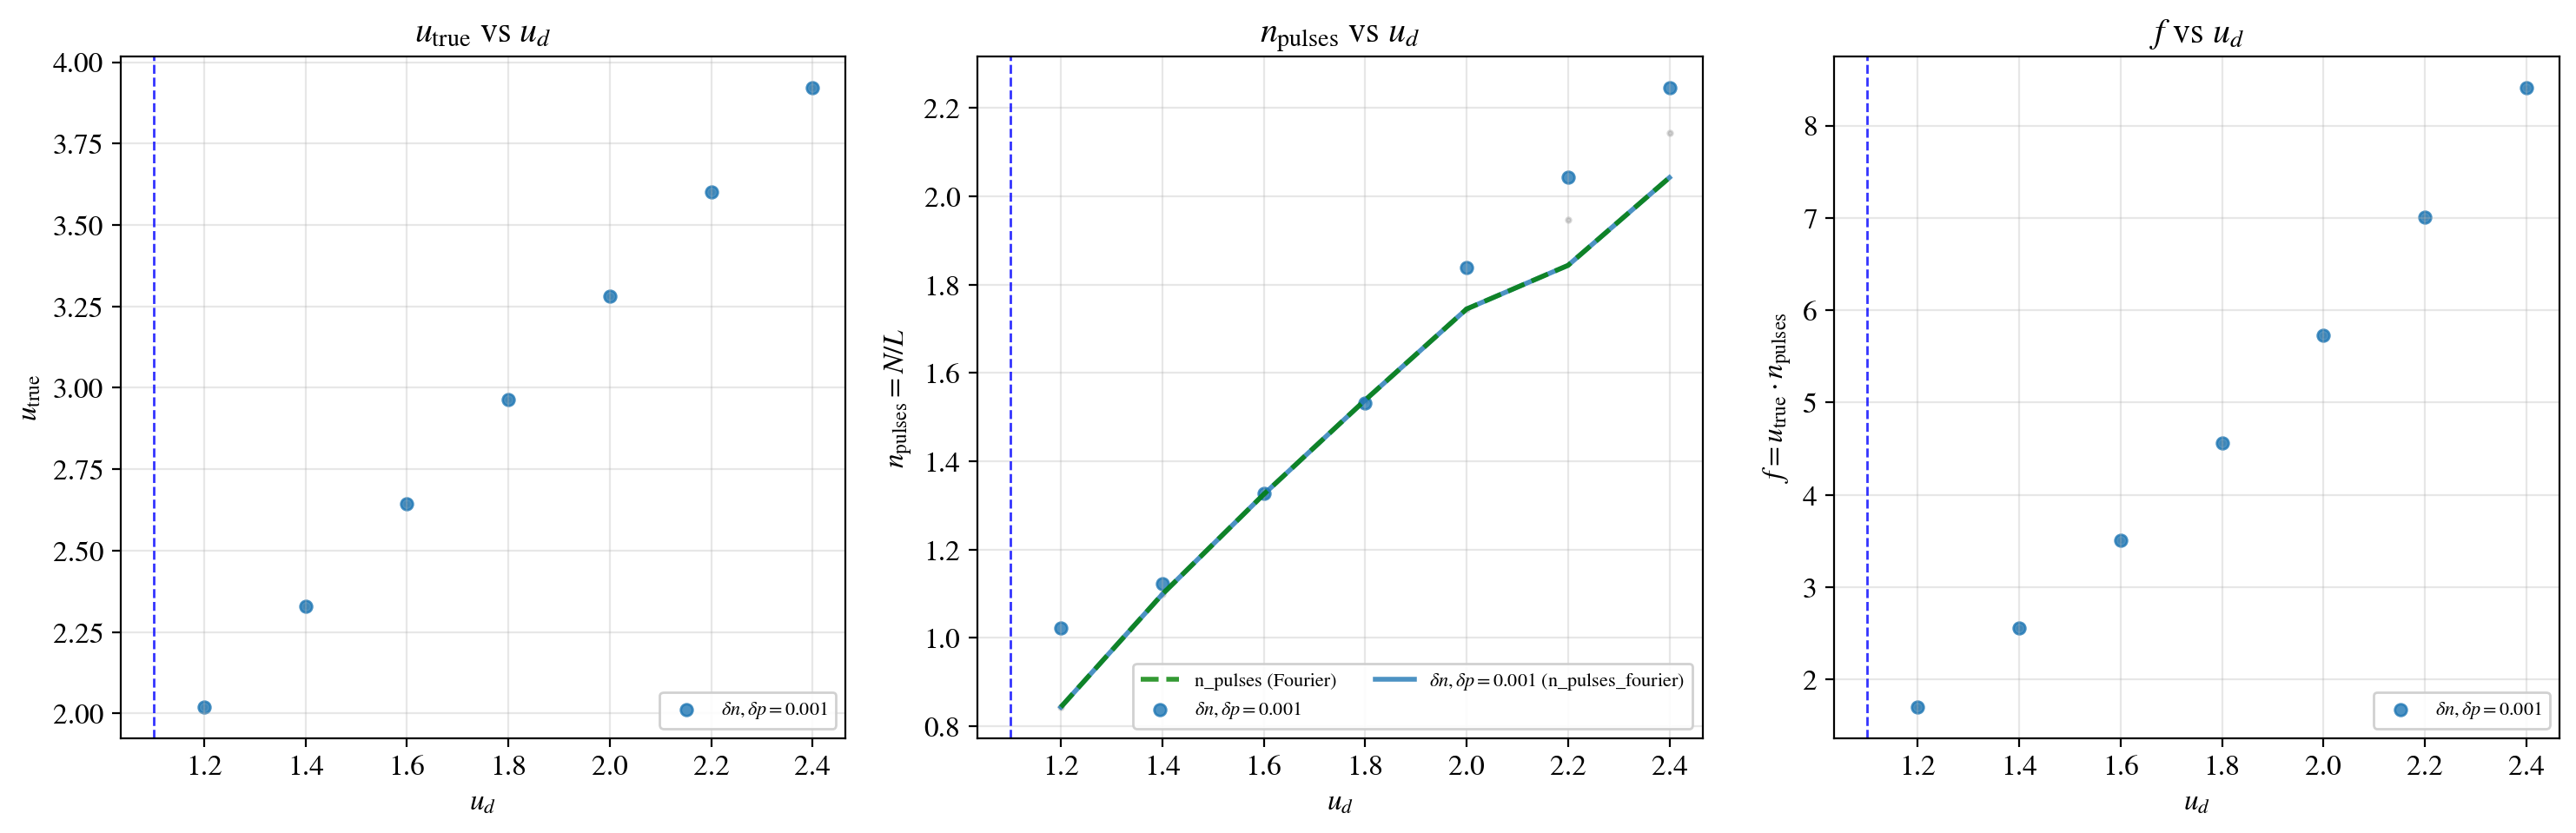 u_true vs u_d
4.00
3.75
3.50
3.25
3.00
2.75
2.50
2.25
2.00
u_true
1.2 1.4 1.6 1.8 2.0 2.2 2.4
u_d
δn, δp = 0.001
n_pulses vs u_d
2.2
2.0
1.8
1.6
1.4
1.2
1.0
0.8
n_pulses = N/L
1.2 1.4 1.6 1.8 2.0 2.2 2.4
u_d
n_pulses (Fourier)
δn, δp = 0.001
δn, δp = 0.001 (n_pulses_fourier)
f vs u_d
8
7
6
5
4
3
2
f = u_true · n_pulses
1.2 1.4 1.6 1.8 2.0 2.2 2.4
u_d
δn, δp = 0.001